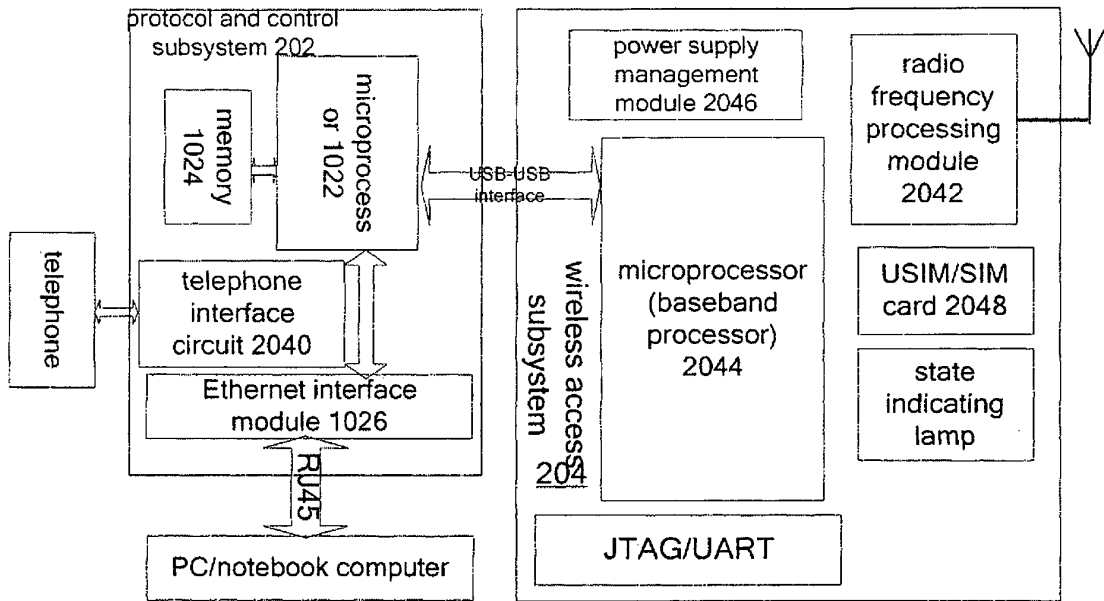 protocol and control
subsystem 202
microprocess
or 1022
memory
1024
telephone
telephone
interface
circuit 2040
Ethernet interface
module 1026
RJ45
PC/notebook computer
USB-USB
interface
wireless access
subsystem
204
power supply
management
module 2046
microprocessor
(baseband
processor)
2044
radio
frequency
processing
module
2042
USIM/SIM
card 2048
state
indicating
lamp
JTAG/UART